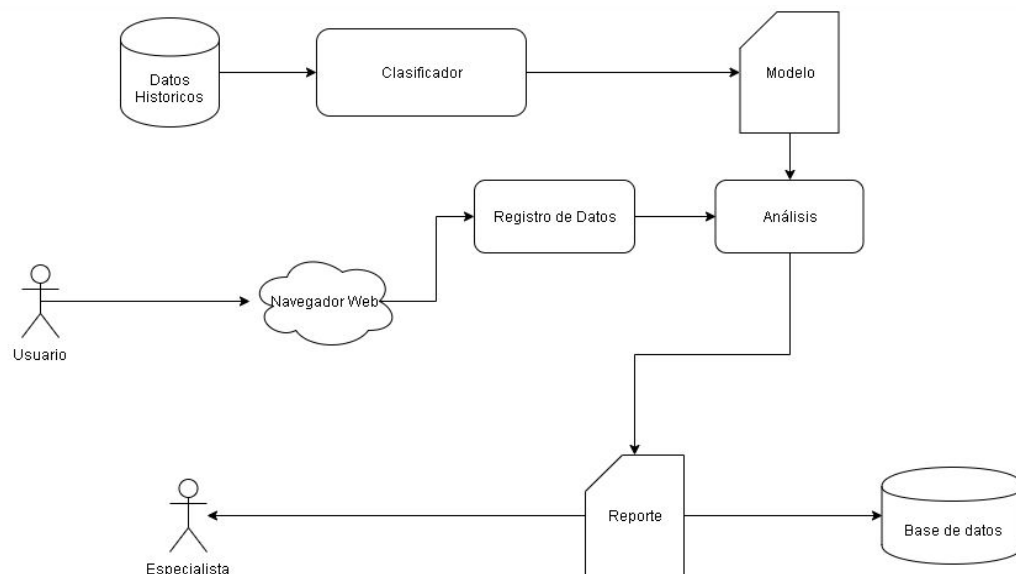 Datos
Historicos
Clasificador
Modelo
Registro de Datos
Análisis
Navegador Web
Usuario
Reporte
Base de datos
Especialista